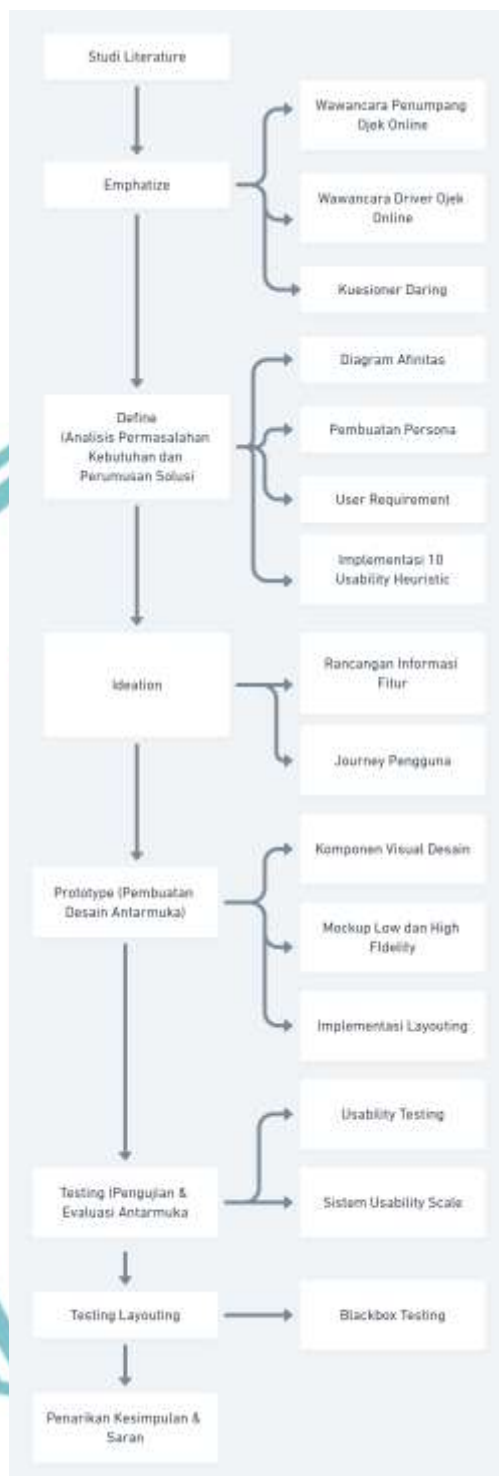 Studi Literature
Wawancara Penumpang
Ojek Online
Emphatize
Wawancara Driver Ojek
Online
Kuesioner Daring
Diagram Afinitas
Define
(Analisis Permasalahan
Kebutuhan dan
Perumusan Solusi
Pembuatan Persona
User Requirement
Implementasi 10
Usability Heuristic
Ideation
Rancangan Informasi
Fitur
Journey Pengguna
Komponen Visual Desain
Prototype (Pembuatan
Desain Antarmuka)
Mockup Low dan High
FIdelity
Implementasi Layouting
Usability Testing
Testing (Pengujian &
Evaluasi Antarmuka
Sistem Usability Scale
Testing Layouting
Blackbox Testing
Penarikan Kesimpulan &
Saran